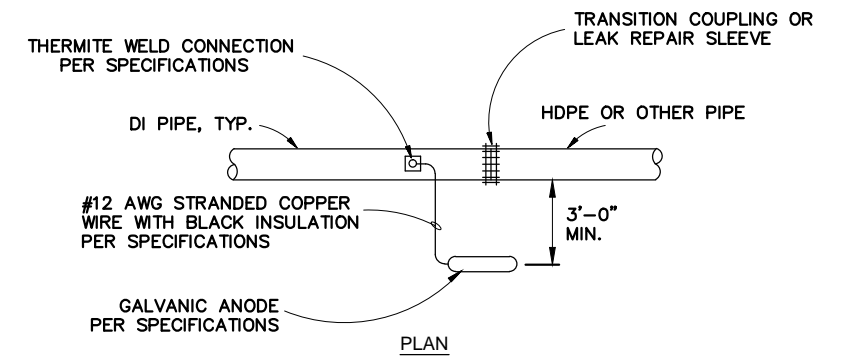 TRANSITION COUPLING OR
LEAK REPAIR SLEEVE
THERMITE WELD CONNECTION
PER SPECIFICATIONS
DI PIPE, TYP.
HDPE OR OTHER PIPE
#12 AWG STRANDED COPPER
WIRE WITH BLACK INSULATION
PER SPECIFICATIONS
3'-0"
MIN.
GALVANIC ANODE
PER SPECIFICATIONS
PLAN